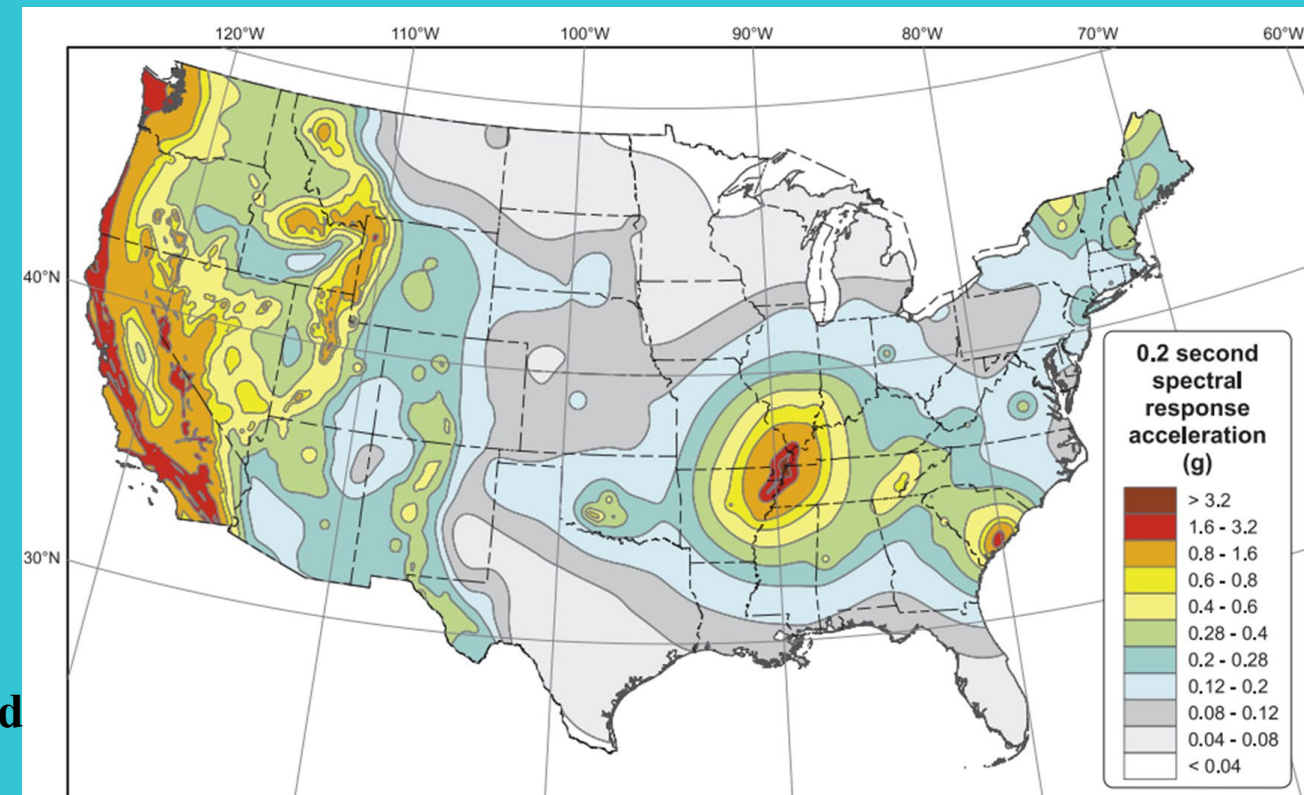 120°W 110°W 100°W 90°W 80°W 70°W 60°W
40°N
30°N
d
0.2 second
spectral
response
acceleration
(g)
> 3.2
1.6 - 3.2
0.8 - 1.6
0.6 - 0.8
0.4 - 0.6
0.28 - 0.4
0.2 - 0.28
0.12 - 0.2
0.08 - 0.12
0.04 - 0.08
< 0.04